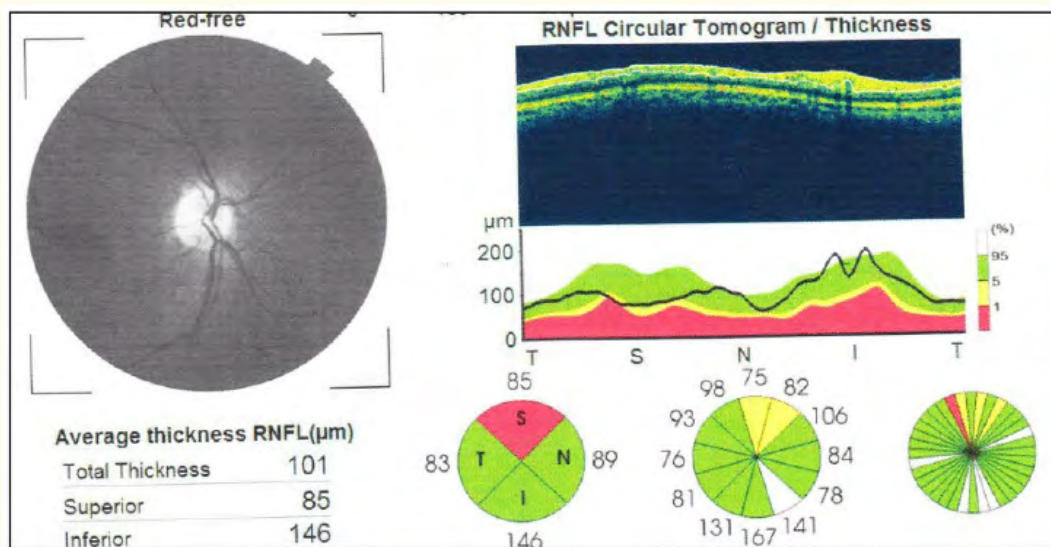 Red-free
RNFL Circular Tomogram / Thickness
µm
200
100
0
T S N I T
(%)
95
5
1
Average thickness RNFL(µm)
Total Thickness 101
Superior 85
Inferior 146
85
S
83 T N 89
I
146
75
98 82
93 106
76 84
81 78
131 141
167